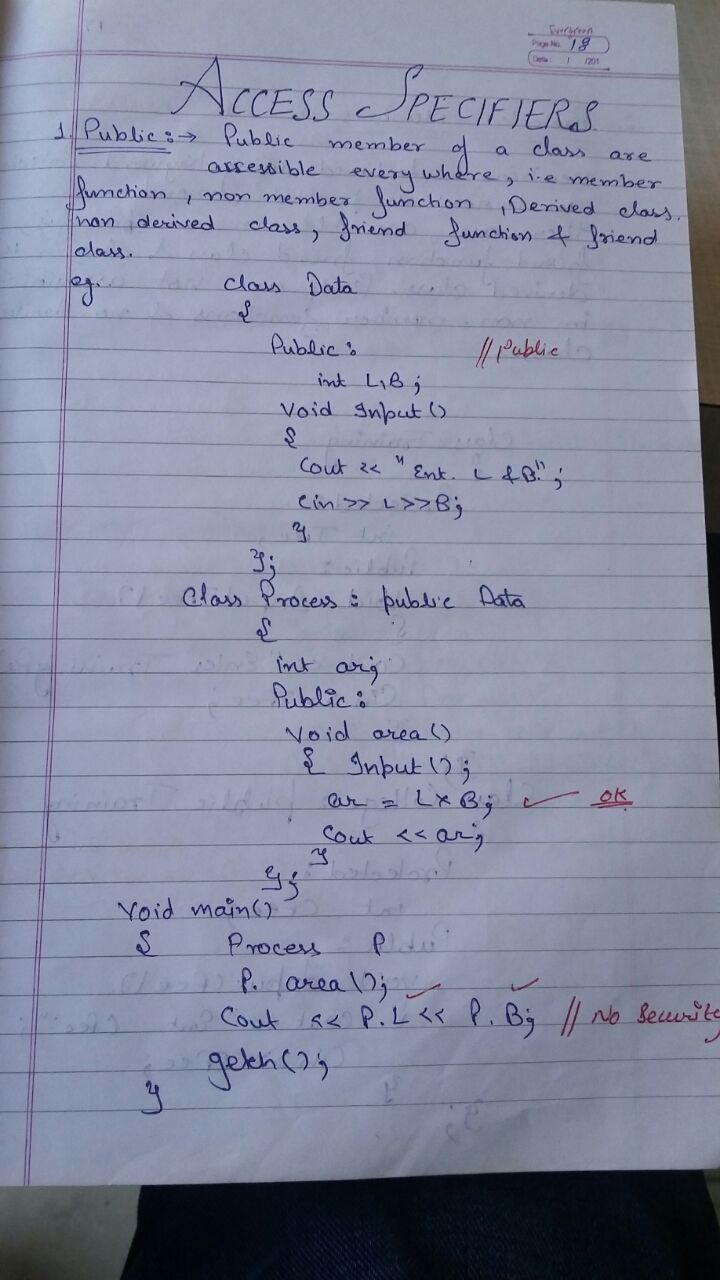 Evergreen
Page No. 18
Date: / /201
ACCESS SPECIFIERS
1. Public :→ Public member of a class are
accessible every where, i.e member
function, non member function, Derived class,
non derived class, friend function & friend
class.
eg. class Data
{
Public :
//public
int L,B;
void Input()
{
Cout << "Ent. L &B";
Cin >> L>>B;
}
};
Class Process : public Data
{
int ar;
Public :
Void area()
{ Input();
ar = L×B; ✓ OK
Cout << ar;
}
};
Void main()
{ Process P
P. area();
Cout << P.L << P.B; // No Security
getch();
}